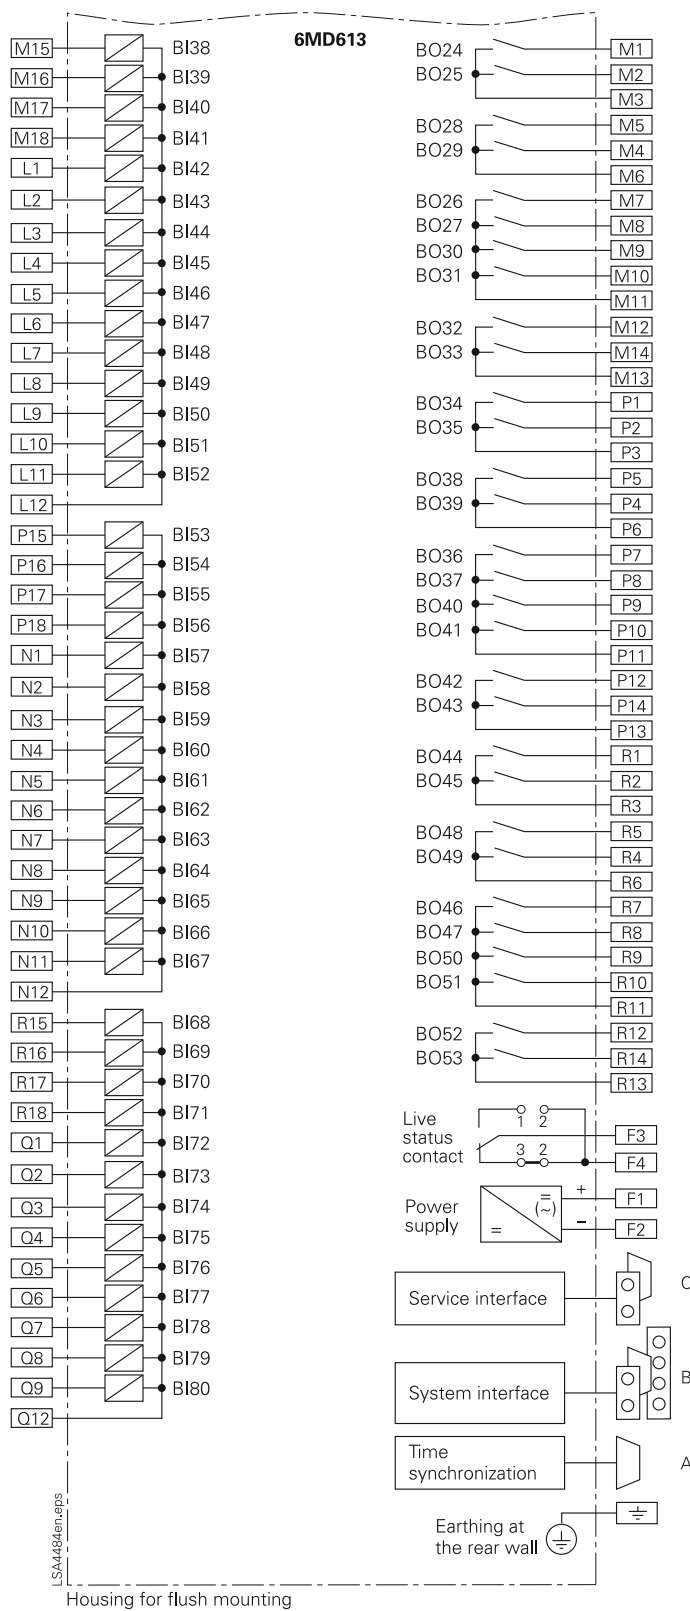 6MD613
M15 BI38
M16 BI39
M17 BI40
M18 BI41
L1 BI42
L2 BI43
L3 BI44
L4 BI45
L5 BI46
L6 BI47
L7 BI48
L8 BI49
L9 BI50
L10 BI51
L11 BI52
L12
P15 BI53
P16 BI54
P17 BI55
P18 BI56
N1 BI57
N2 BI58
N3 BI59
N4 BI60
N5 BI61
N6 BI62
N7 BI63
N8 BI64
N9 BI65
N10 BI66
N11 BI67
N12
R15 BI68
R16 BI69
R17 BI70
R18 BI71
Q1 BI72
Q2 BI73
Q3 BI74
Q4 BI75
Q5 BI76
Q6 BI77
Q7 BI78
Q8 BI79
Q9 BI80
Q12
BO24 M1
BO25 M2
M3
BO28 M5
BO29 M4
M6
BO26 M7
BO27 M8
BO30 M9
BO31 M10
M11
BO32 M12
BO33 M14
M13
BO34 P1
BO35 P2
P3
BO38 P5
BO39 P4
P6
BO36 P7
BO37 P8
BO40 P9
BO41 P10
P11
BO42 P12
BO43 P14
P13
BO44 R1
BO45 R2
R3
BO48 R5
BO49 R4
R6
BO46 R7
BO47 R8
BO50 R9
BO51 R10
R11
BO52 R12
BO53 R14
R13
Live
status
contact
1 2
3 2
F3
F4
Power
supply
= (~)
=
+ F1
– F2
Service interface C
System interface B
Time
synchronization
A
Earthing at
the rear wall
LSA4484en.eps
Housing for flush mounting